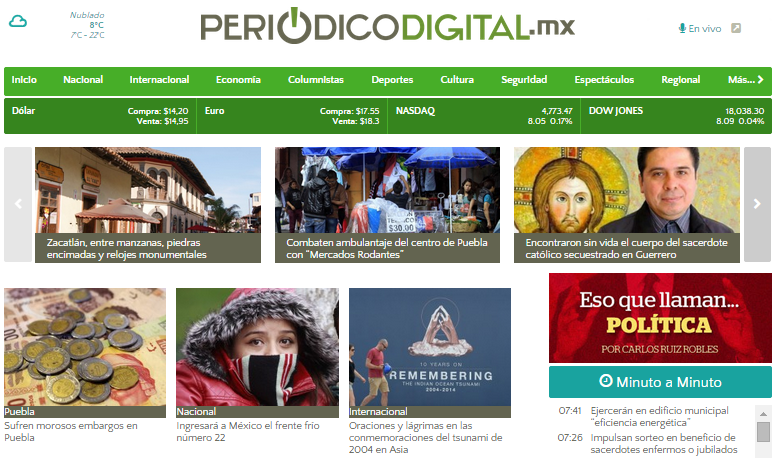 Nublado
8°C
7°C - 22°C
PERIÓDICODIGITAL.mx
En vivo
Inicio
Nacional
Internacional
Economía
Columnistas
Deportes
Cultura
Seguridad
Espectáculos
Regional
Más...
Dólar
Compra: $14,20
Venta: $14,95
Euro
Compra: $17.55
Venta: $18.3
NASDAQ
4,773.47
8.05 0.17%
DOW JONES
18,038.30
8.09 0.04%
$30.00
Zacatlán, entre manzanas, piedras
encimadas y relojes monumentales
Combaten ambulantaje del centro de Puebla
con “Mercados Rodantes”
Encontraron sin vida el cuerpo del sacerdote
católico secuestrado en Guerrero
10 YEARS ON
REMEMBERING
THE INDIAN OCEAN TSUNAMI
2004-2014
Puebla
Sufren morosos embargos en
Puebla
Nacional
Ingresará a México el frente frío
número 22
Internacional
Oraciones y lágrimas en las
conmemoraciones del tsunami de
2004 en Asia
Eso que llaman...
POLÍTICA
POR CARLOS RUIZ ROBLES
Minuto a Minuto
07:41 Ejercerán en edificio municipal
“eficiencia energética”
07:26 Impulsan sorteo en beneficio de
sacerdotes enfermos o jubilados